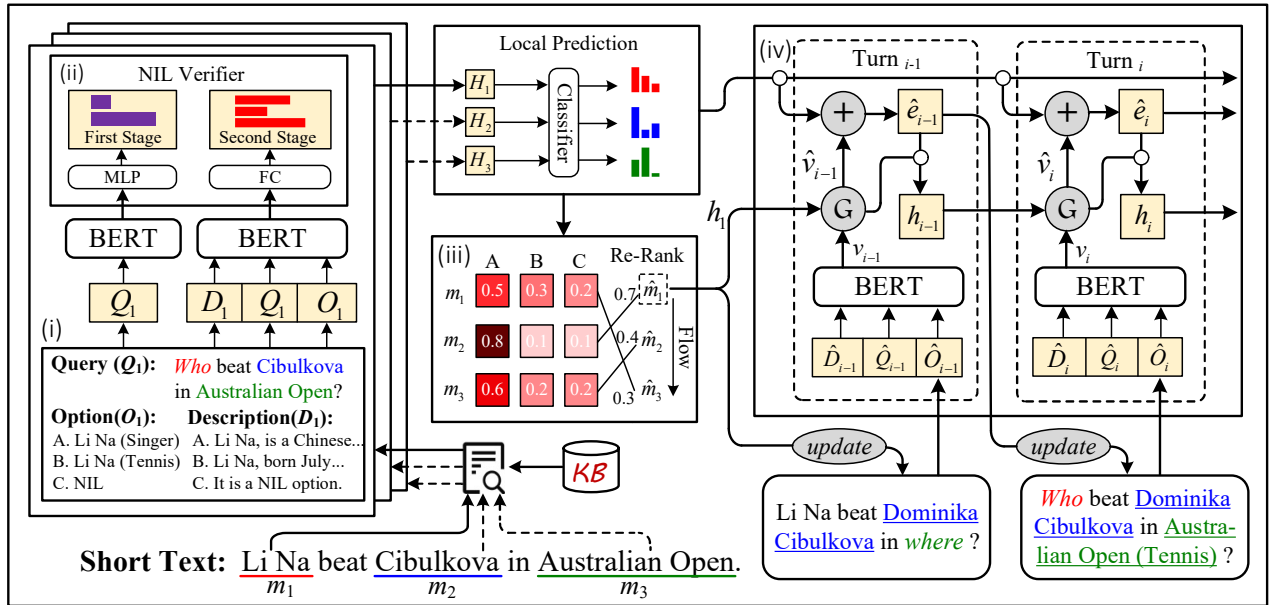 (ii)
NIL Verifier
First Stage
Second Stage
MLP
FC
BERT
BERT
Q₁
D₁ Q₁ O₁
(i)
Query (Q₁): Who beat Cibulkova
in Australian Open?
Option(O₁): Description(D₁):
A. Li Na (Singer) A. Li Na, is a Chinese...
B. Li Na (Tennis) B. Li Na, born July...
C. NIL C. It is a NIL option.
Local Prediction
H₁
H₂
H₃
Classifier
(iii)
A B C Re-Rank
m₁ 0.5 0.3 0.2 0.7 m̂₁
m₂ 0.8 0.1 0.1 0.4 m̂₂
m₃ 0.6 0.2 0.2 0.3 m̂₃
Flow
KB
Short Text: Li Na beat Cibulkova in Australian Open.
m₁ m₂ m₃
(iv)
Turn i-1
Turn i
+ êᵢ₋₁
+ êᵢ
v̂ᵢ₋₁
v̂ᵢ
h₁
G hᵢ₋₁
G hᵢ
vᵢ₋₁
vᵢ
BERT
BERT
D̂ᵢ₋₁ Q̂ᵢ₋₁ Ôᵢ₋₁
D̂ᵢ Q̂ᵢ Ôᵢ
update
update
Li Na beat Dominika
Cibulkova in where ?
Who beat Dominika
Cibulkova in Austra-
lian Open (Tennis) ?